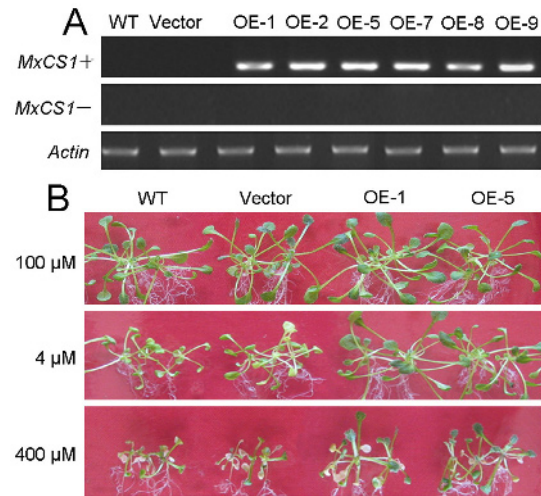 A
WT Vector OE-1 OE-2 OE-5 OE-7 OE-8 OE-9
MxCS1+
MxCS1−
Actin
B
WT Vector OE-1 OE-5
100 μM
4 μM
400 μM